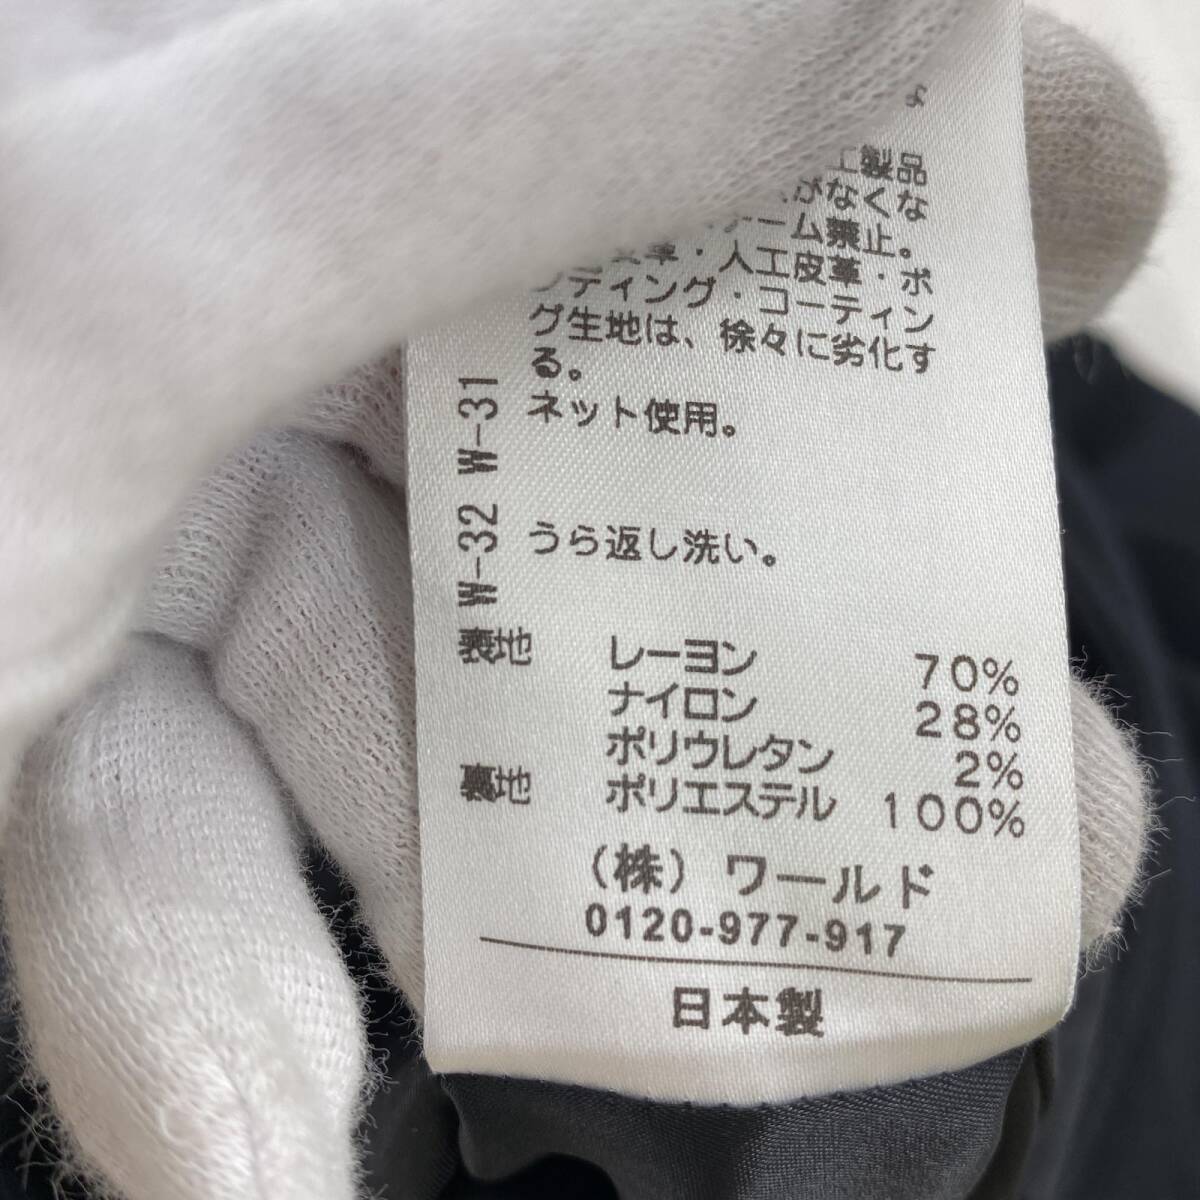 工製品
がなくな
ーム禁止。
革・人工皮革・ボ
ンディング・コーティン
グ生地は、徐々に劣化す
る。
W-31 ネット使用。
W-32 うら返し洗い。
表地 レーヨン 70%
ナイロン 28%
ポリウレタン 2%
裏地 ポリエステル 100%
(株) ワールド
0120-977-917
日本製